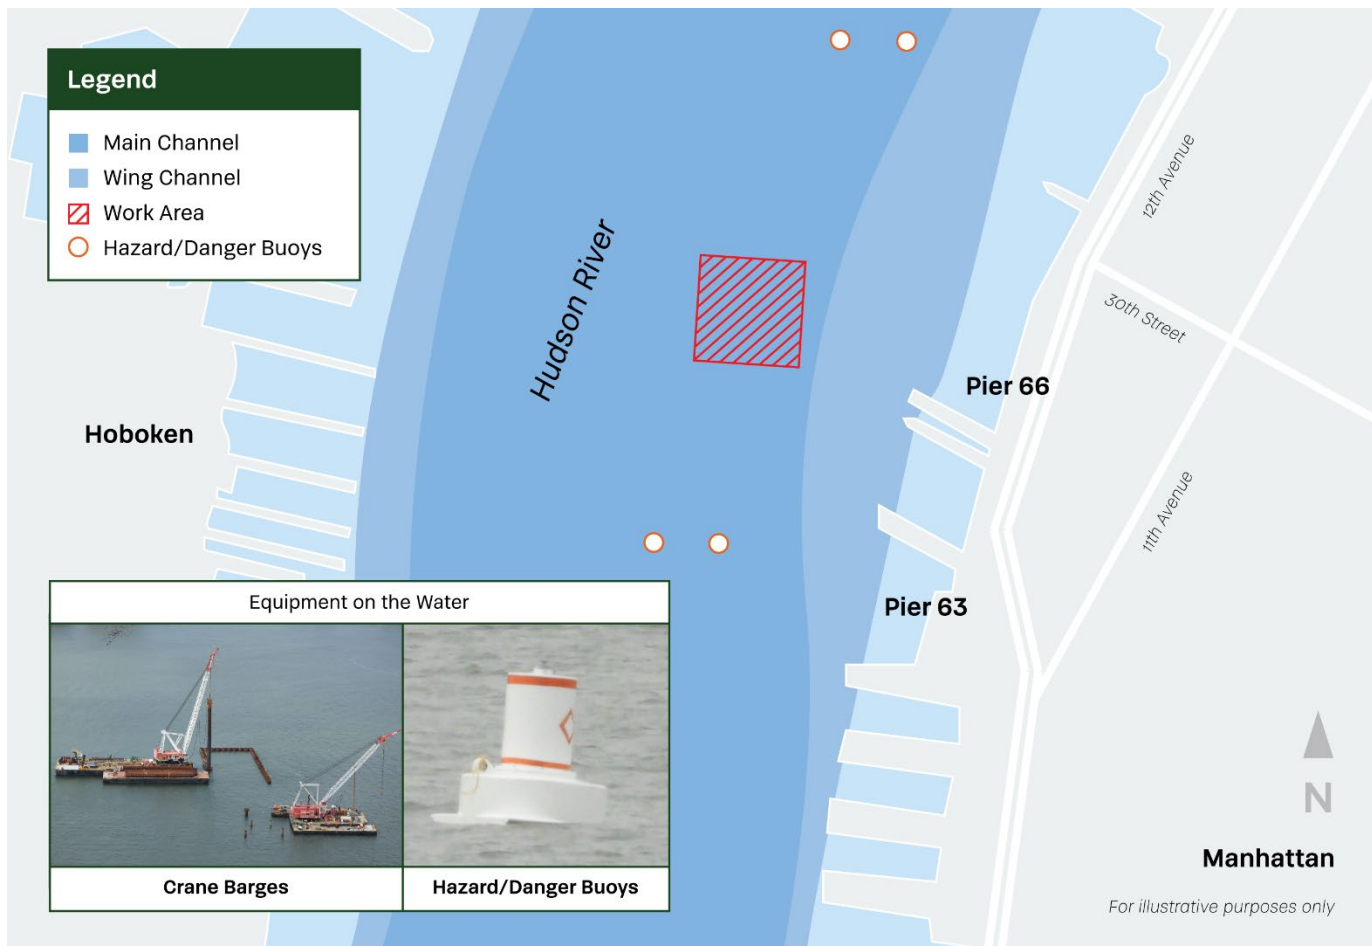 Legend
Main Channel
Wing Channel
Work Area
Hazard/Danger Buoys
Hudson River
12th Avenue
30th Street
Pier 66
Hoboken
11th Avenue
Pier 63
Equipment on the Water
Crane Barges
Hazard/Danger Buoys
N
Manhattan
For illustrative purposes only